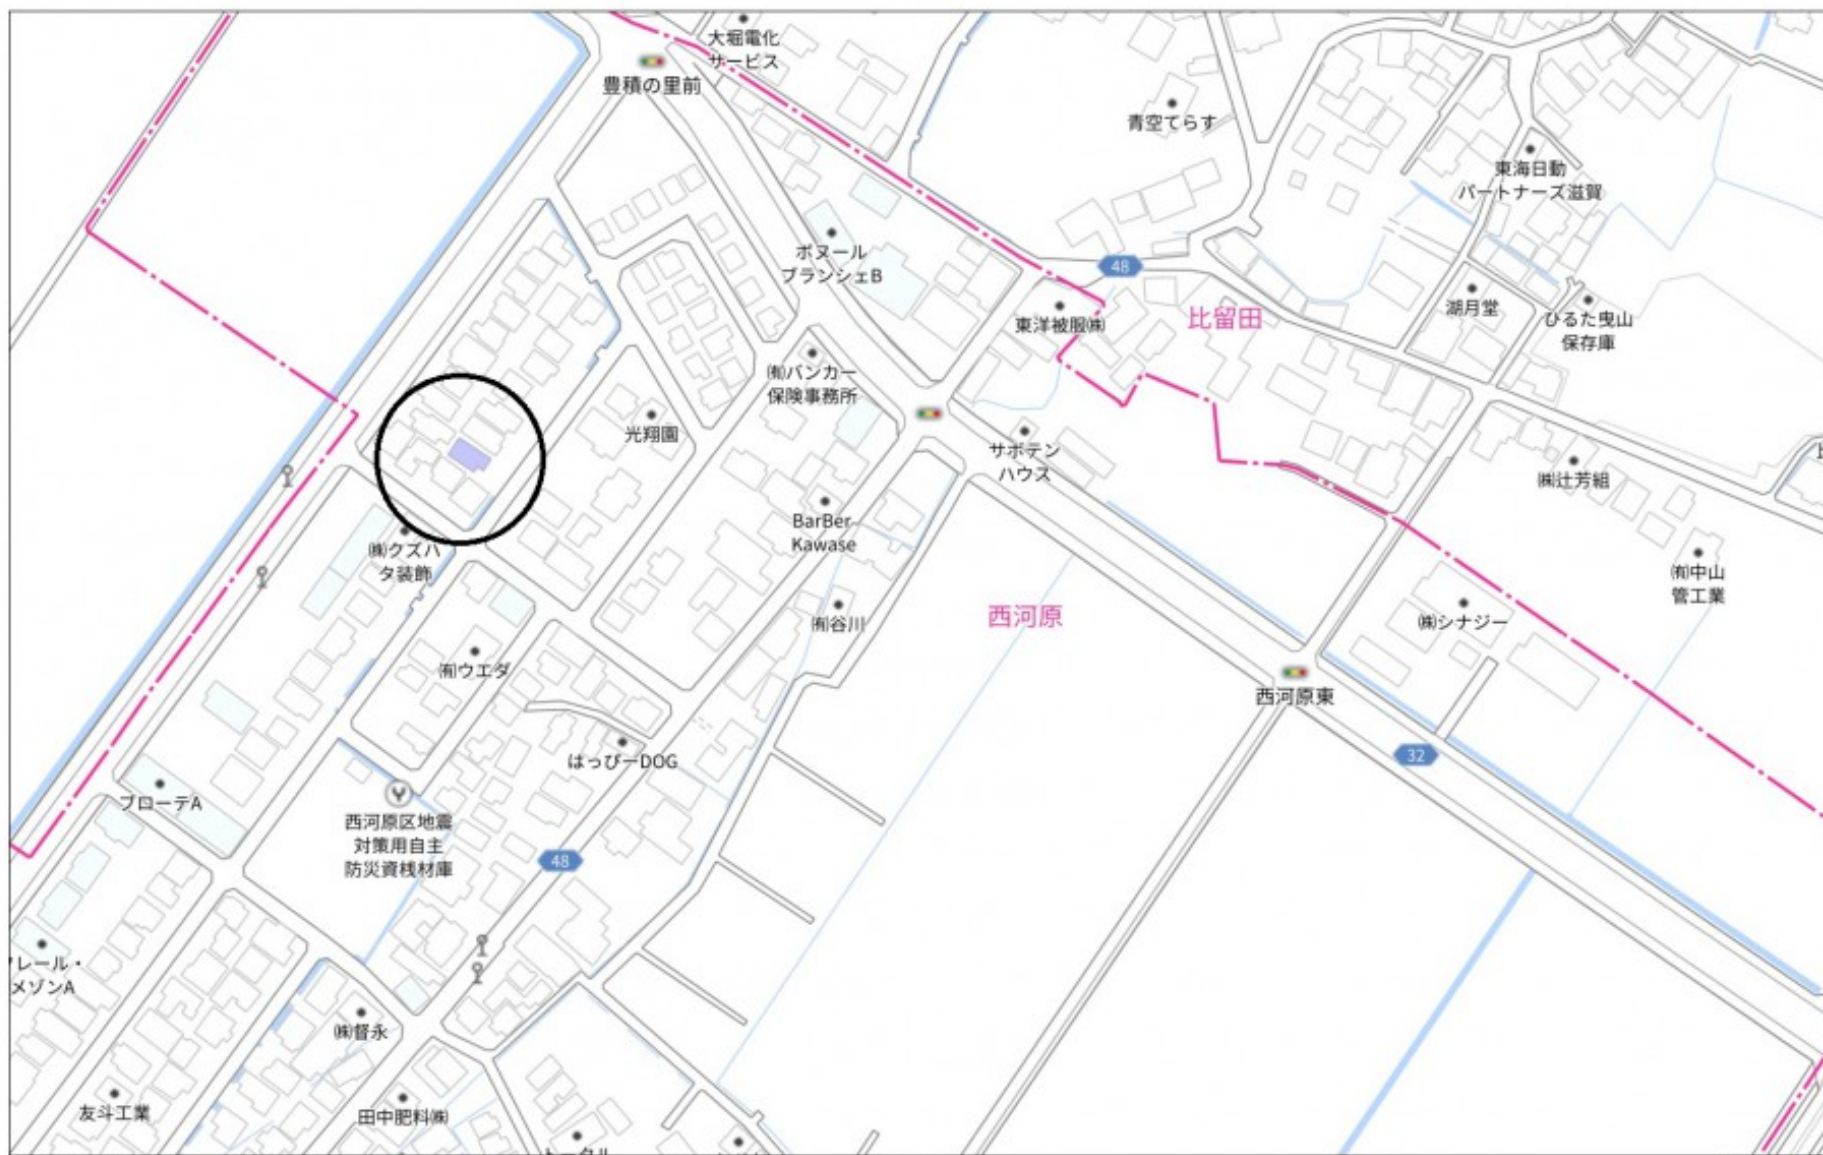 大堀電化
サービス
豊積の里前
青空てらす
東海日動
パートナーズ滋賀
ボヌール
ブランシェB
48
東洋被服㈱
比留田
湖月堂
ひるた曳山
保存庫
㈲バンカー
保険事務所
光翔園
サボテン
ハウス
㈱辻芳組
BarBer
Kawase
㈱クズハ
タ装飾
㈲中山
管工業
㈲谷川
西河原
㈱シナジー
㈲ウエダ
西河原東
32
はっぴーDOG
ブローテA
西河原区地震
対策用自主
防災資桟材庫
48
レール・
メゾンA
㈱督永
友斗工業
田中肥料㈱